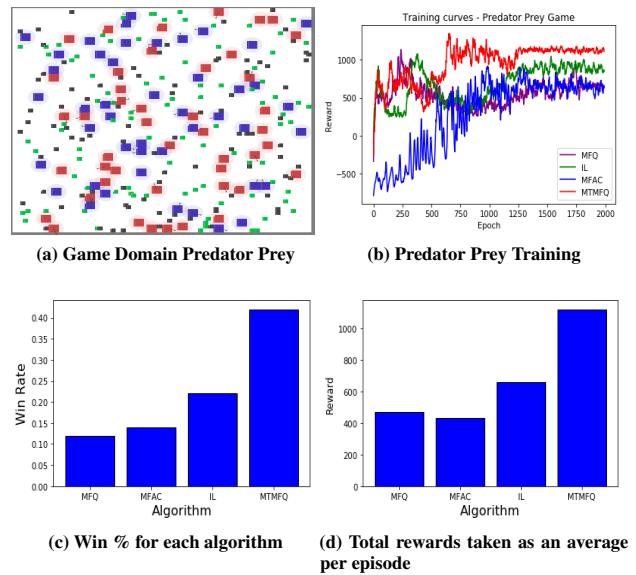 Training curves - Predator Prey Game
1000
500
0
−500
Reward
0 250 500 750 1000 1250 1500 1750 2000
Epoch
MFQ
IL
MFAC
MTMFQ
(a) Game Domain Predator Prey
(b) Predator Prey Training
0.40
0.35
0.30
0.25
0.20
0.15
0.10
0.05
0.00
Win Rate
MFQ MFAC IL MTMFQ
Algorithm
1000
800
600
400
200
0
Reward
MFQ MFAC IL MTMFQ
Algorithm
(c) Win % for each algorithm
(d) Total rewards taken as an average
per episode